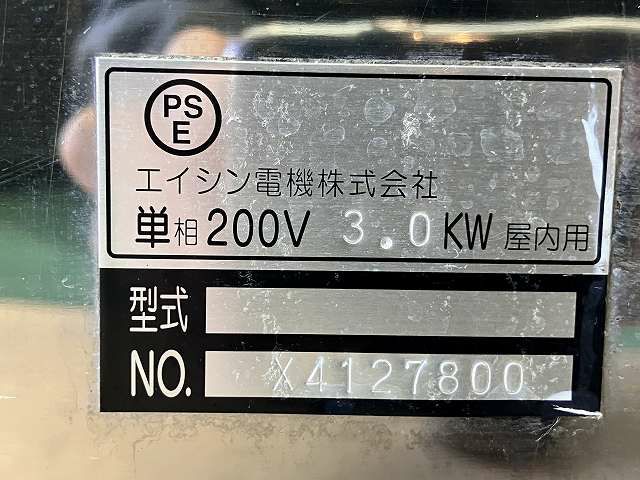 PS
E
エイシン電機株式会社
単相200V 3.0KW 屋内用
型式
NO. X4127800